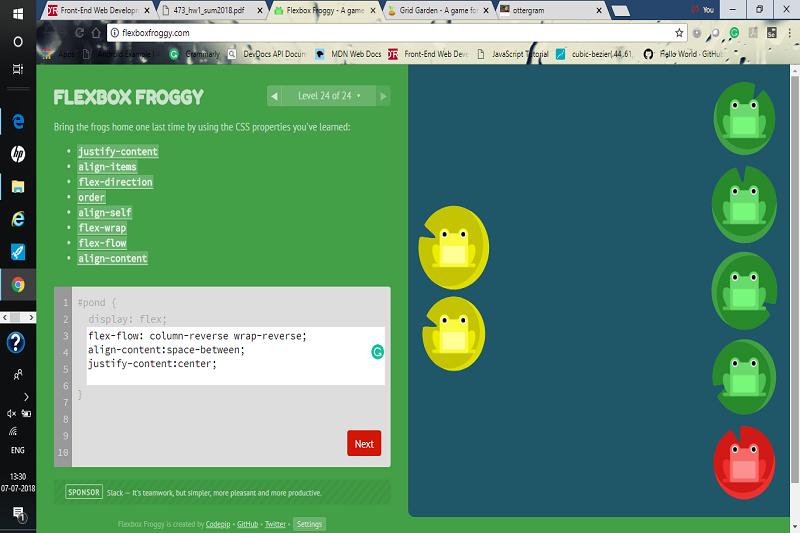 Front-End Web Develop
473_hw1_sum2018.pdf
Flexbox Froggy - A game
Grid Garden - A game for
ottergram
You
flexboxfroggy.com
Apps
Grammarly
DevDocs API Docum
MDN Web Docs
Front-End Web Deve
JavaScript Tutorial
cubic-bezier(.44,.61,
Hello World · GitHub
FLEXBOX FROGGY
Level 24 of 24
Bring the frogs home one last time by using the CSS properties you've learned:
• justify-content
• align-items
• flex-direction
• order
• align-self
• flex-wrap
• flex-flow
• align-content
1 #pond {
2 display: flex;
3 flex-flow: column-reverse wrap-reverse;
4 align-content:space-between;
5 justify-content:center;
6 }
7
8
9
10
Next
SPONSOR Slack — It's teamwork, but simpler, more pleasant and more productive.
Flexbox Froggy is created by Codepip • GitHub • Twitter • Settings
hp
ENG
13:30
07-07-2018